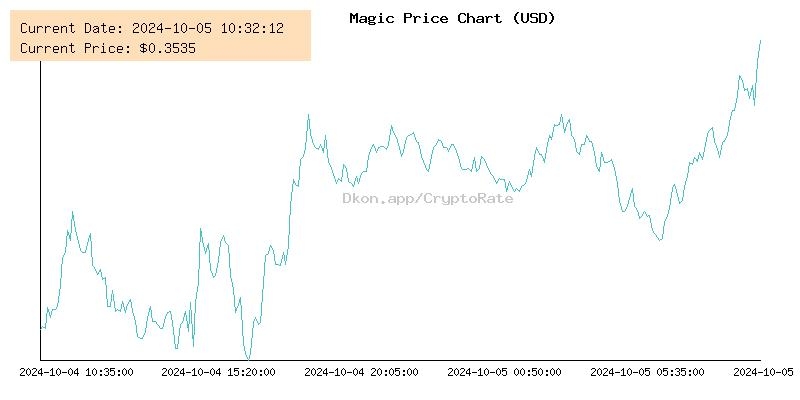 Magic Price Chart (USD)
Current Date: 2024-10-05 10:32:12
Current Price: $0.3535
Dkon.app/CryptoRate
2024-10-04 10:35:00 2024-10-04 15:20:00 2024-10-04 20:05:00 2024-10-05 00:50:00 2024-10-05 05:35:00 2024-10-05